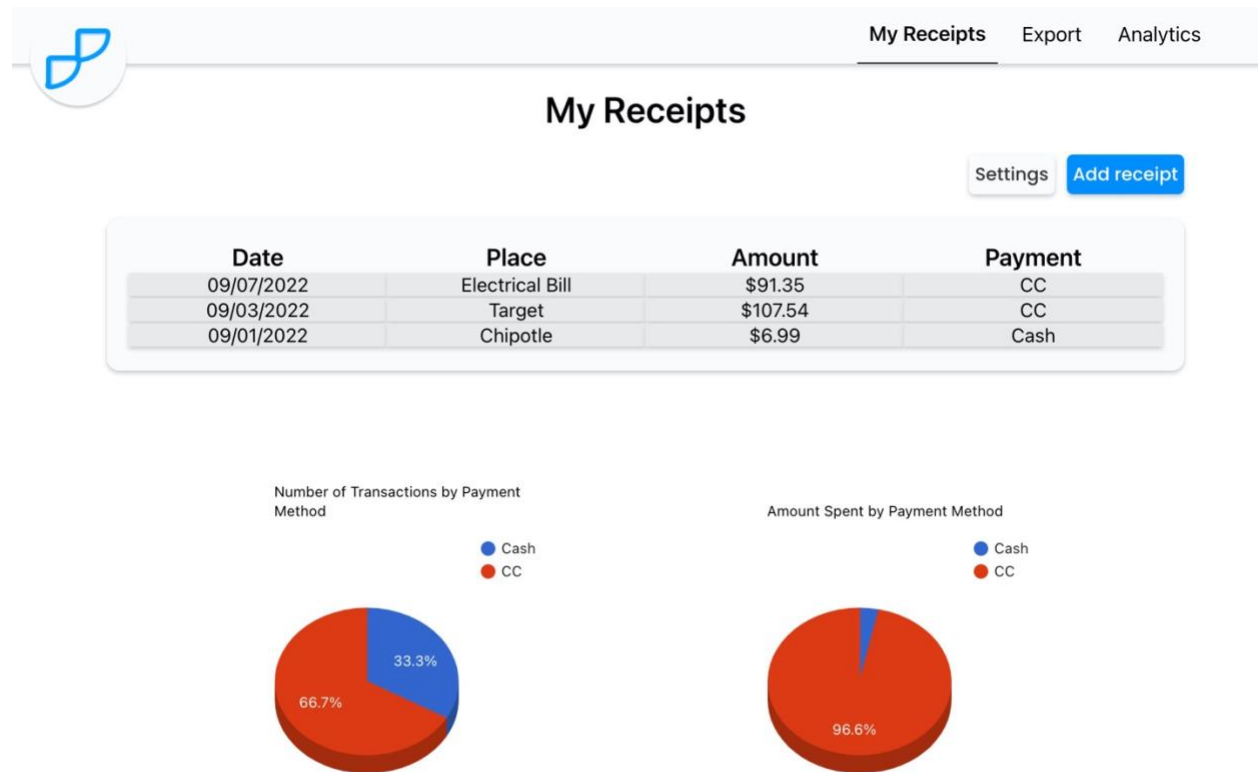 My Receipts Export Analytics
My Receipts
Settings Add receipt
Date Place Amount Payment
09/07/2022 Electrical Bill $91.35 CC
09/03/2022 Target $107.54 CC
09/01/2022 Chipotle $6.99 Cash
Number of Transactions by Payment
Method
Cash
CC
33.3%
66.7%
Amount Spent by Payment Method
Cash
CC
96.6%